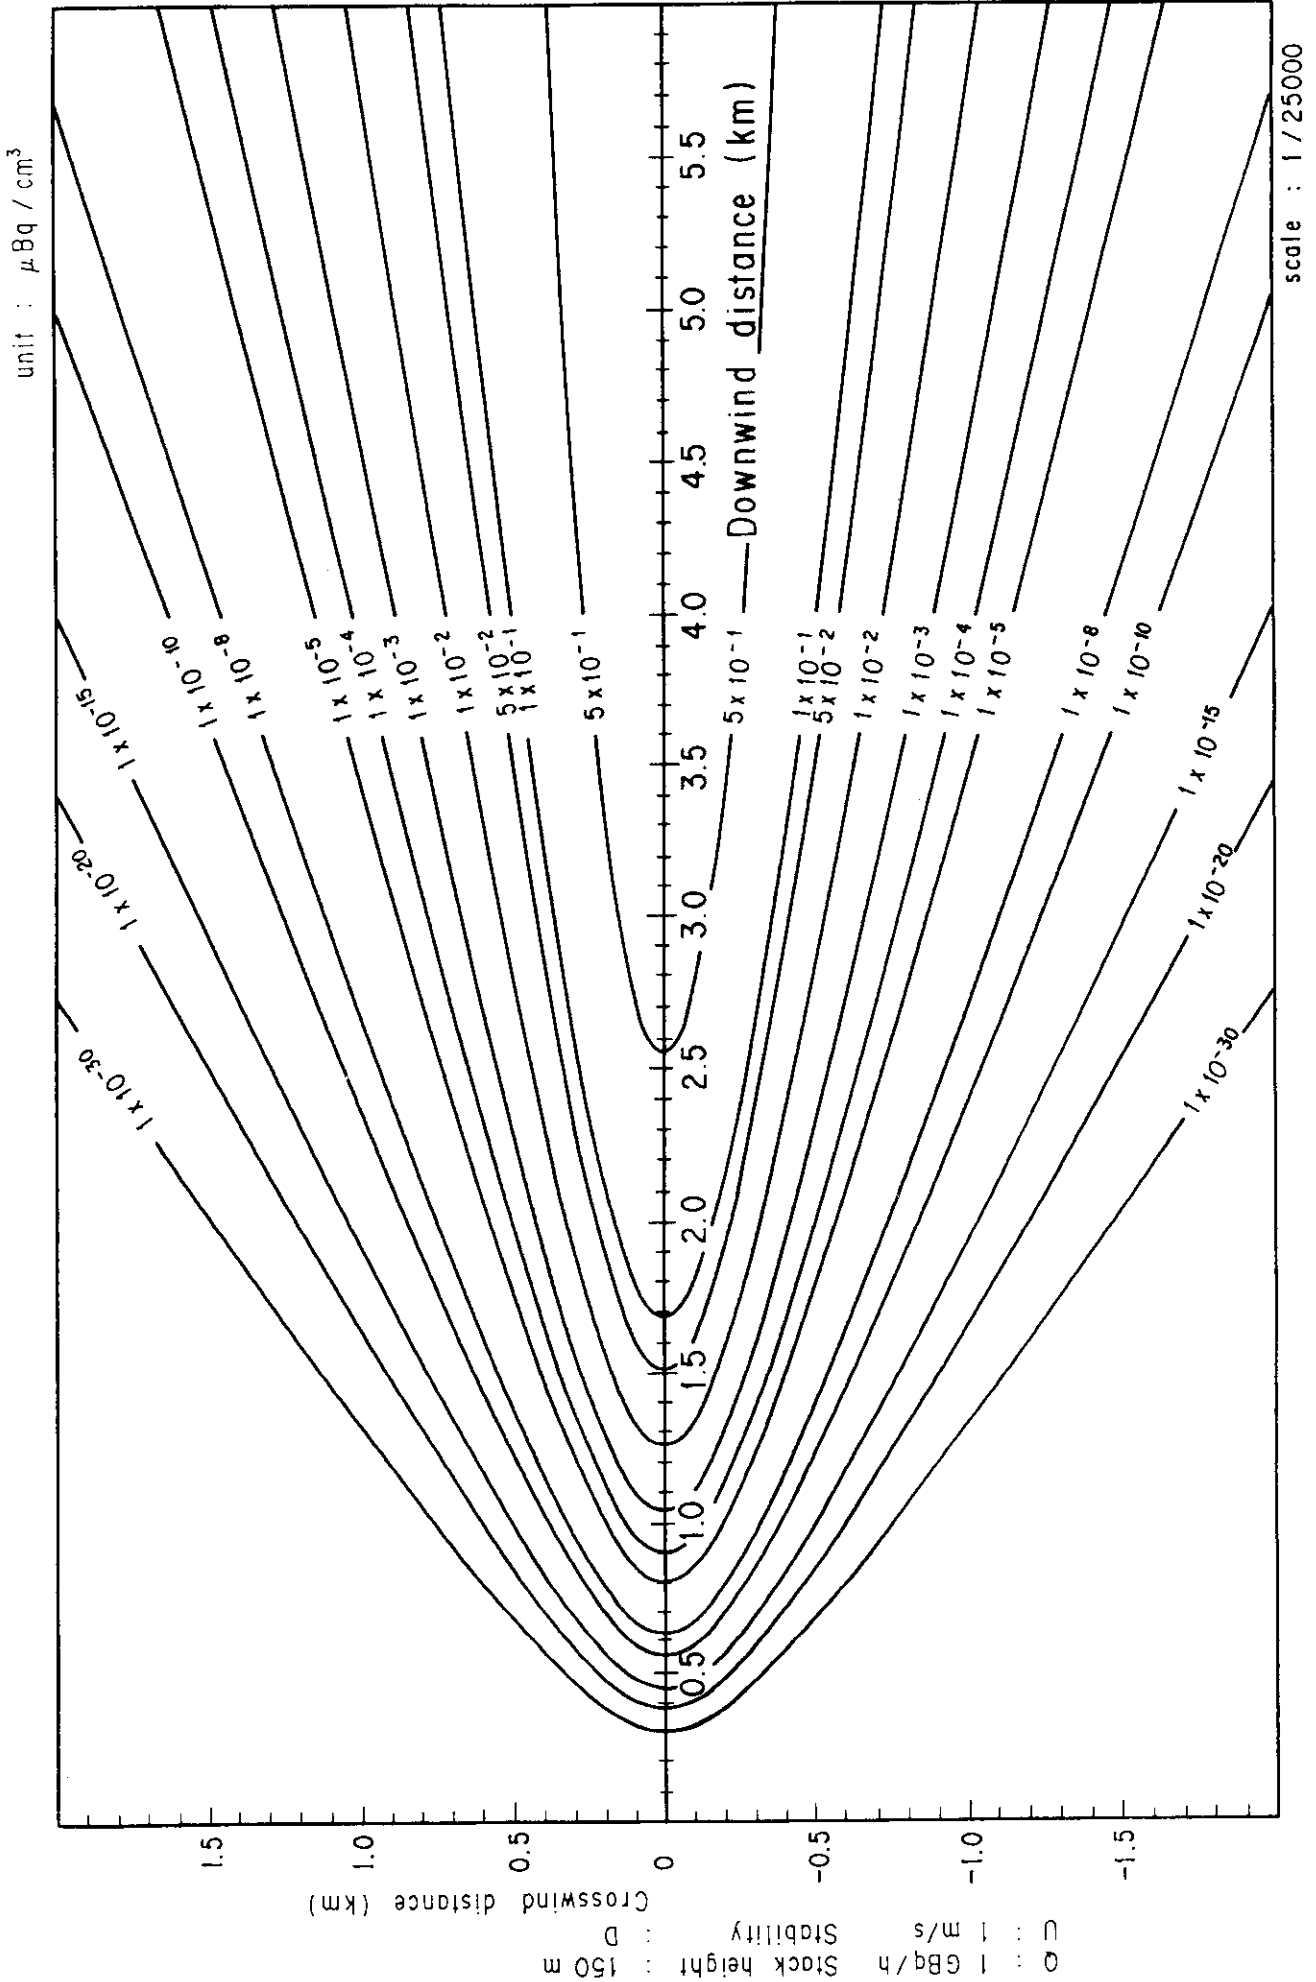 unit : μBq / cm³
1 x 10⁻³⁰
1 x 10⁻²⁰
1 x 10⁻¹⁵
1 x 10⁻¹⁰
1 x 10⁻⁸
1 x 10⁻⁵
1 x 10⁻⁴
1 x 10⁻³
1 x 10⁻²
5 x 10⁻²
1 x 10⁻¹
5 x 10⁻¹
0.5
1.0
1.5
2.0
2.5
3.0
3.5
4.0
4.5
5.0
5.5
Downwind distance (km)
5 x 10⁻¹
1 x 10⁻¹
5 x 10⁻²
1 x 10⁻²
1 x 10⁻³
1 x 10⁻⁴
1 x 10⁻⁵
1 x 10⁻⁸
1 x 10⁻¹⁰
1 x 10⁻¹⁵
1 x 10⁻²⁰
1 x 10⁻³⁰
1.5
1.0
0.5
0
-0.5
-1.0
-1.5
Crosswind distance (km)
Q : 1 GBq/h Stack height : 150 m
U : 1 m/s Stability : D
scale : 1 / 25000